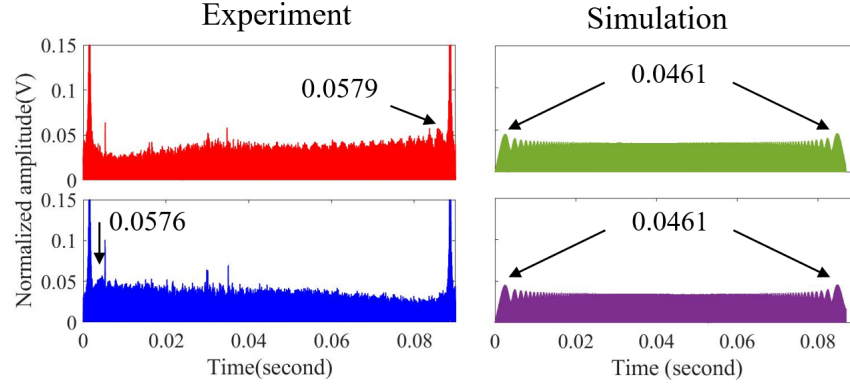 Experiment
Simulation
Normalized amplitude(V)
0.15
0.1
0.05
0
0.0579
0.0461
0.15
0.1
0.05
0
0.0576
0.0461
0 0.02 0.04 0.06 0.08
Time(second)
0 0.02 0.04 0.06 0.08
Time (second)